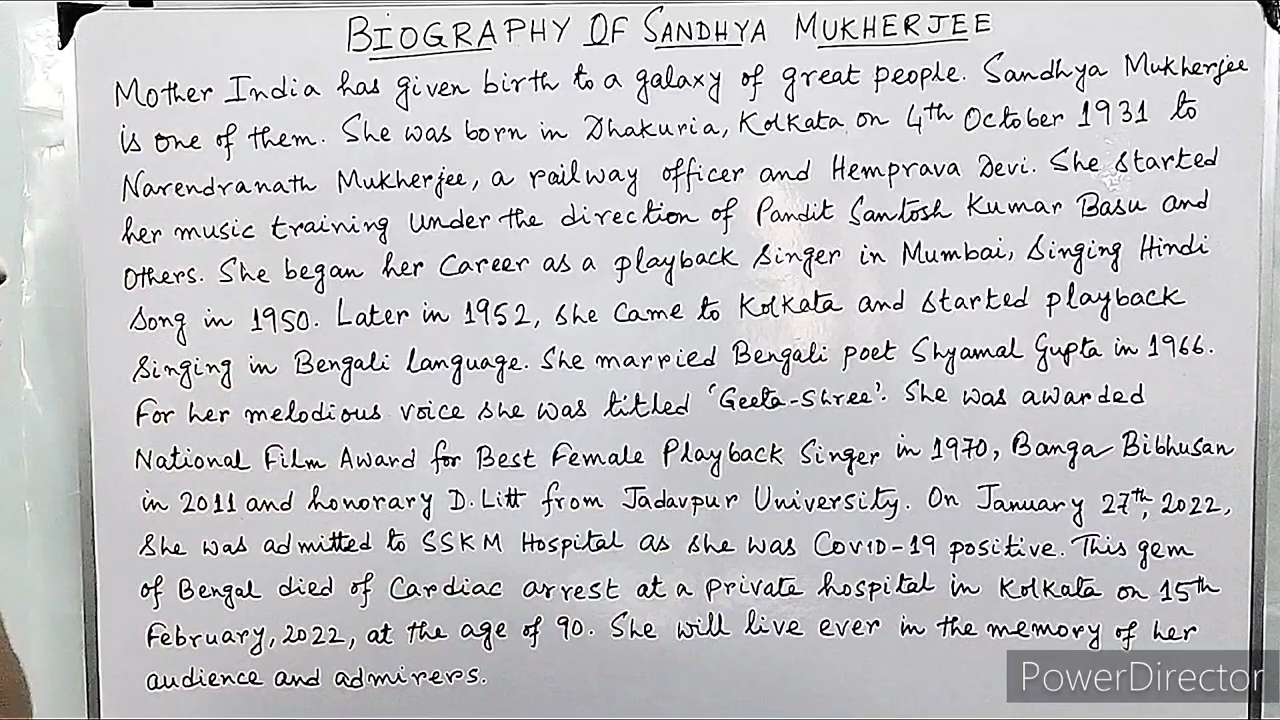 BIOGRAPHY OF SANDHYA MUKHERJEE
Mother India has given birth to a galaxy of great people. Sandhya Mukherjee
is one of them. She was born in Dhakuria, Kolkata on 4th October 1931 to
Narendranath Mukherjee, a railway officer and Hemprava Devi. She started
her music training under the direction of Pandit Santosh Kumar Basu and
others. She began her career as a playback singer in Mumbai, singing Hindi
song in 1950. Later in 1952, she came to Kolkata and started playback
singing in Bengali language. She married Bengali poet Shyamal Gupta in 1966.
For her melodious voice she was titled 'Geeta-Shree'. She was awarded
National Film Award for Best Female Playback Singer in 1970, Banga Bibhusan
in 2011 and honorary D.Litt from Jadavpur University. On January 27th, 2022,
she was admitted to SSKM Hospital as she was COVID-19 positive. This gem
of Bengal died of Cardiac arrest at a private hospital in Kolkata on 15th
February, 2022, at the age of 90. She will live ever in the memory of her
audience and admirers.
PowerDirector